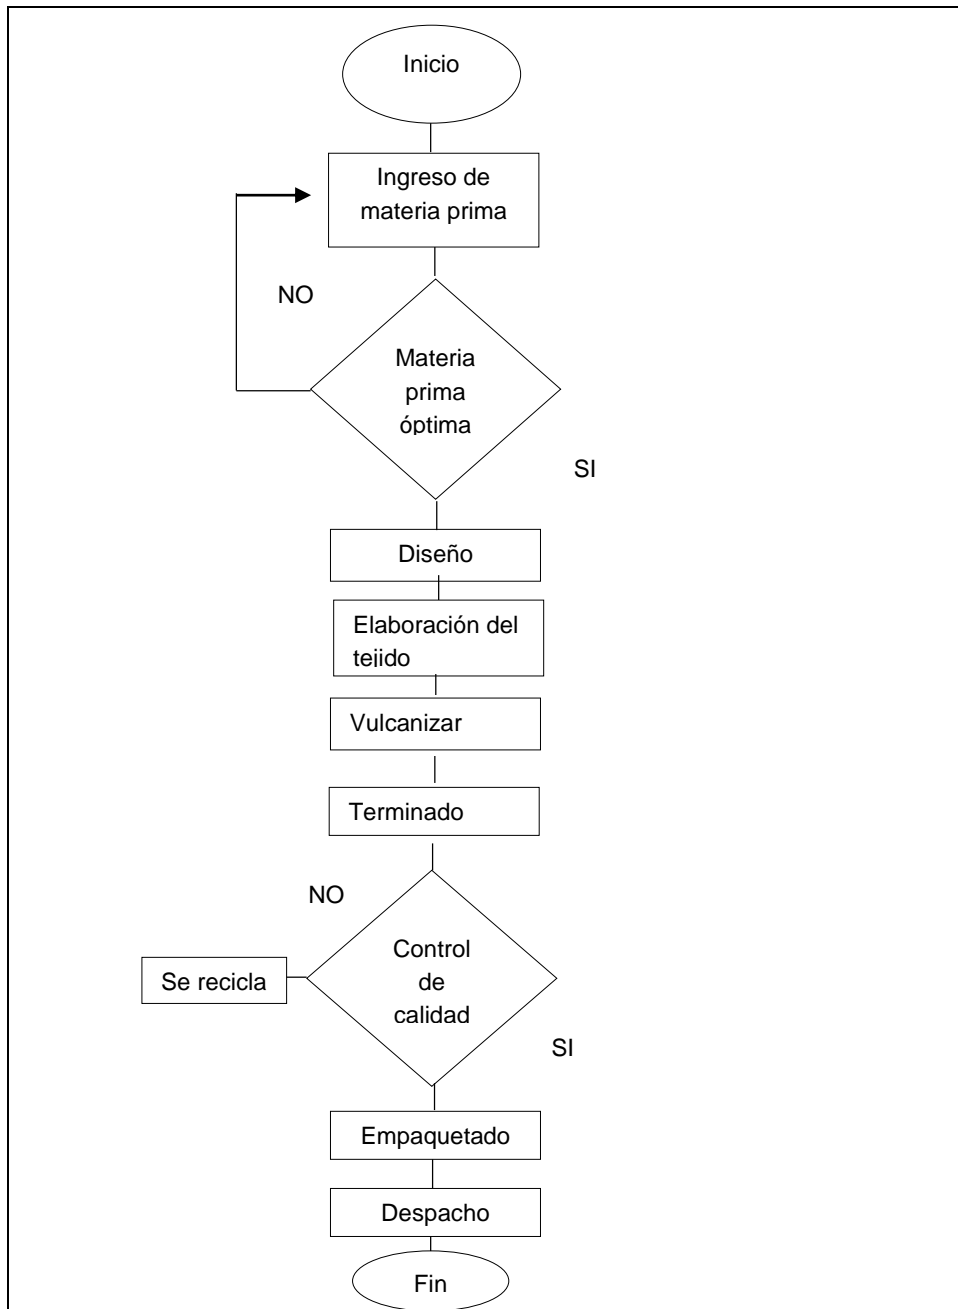 Inicio
Ingreso de
materia prima
NO
Materia
prima
óptima
SI
Diseño
Elaboración del
tejido
Vulcanizar
Terminado
NO
Control
de
calidad
Se recicla
SI
Empaquetado
Despacho
Fin